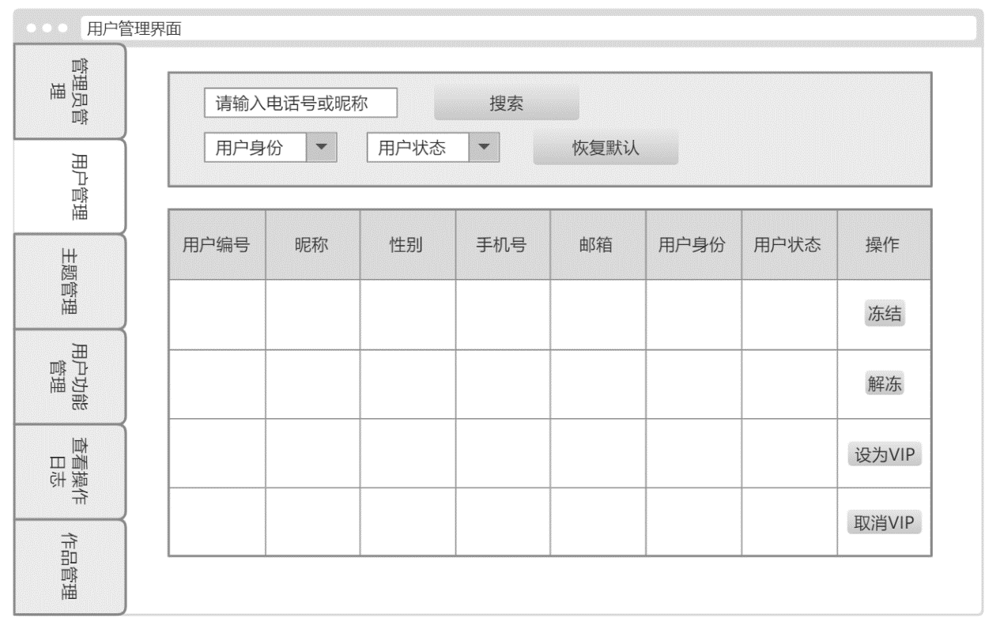 用户管理界面
管理员管
理
用户管理
主题管理
用户功能
管理
查看操作
日志
作品管理
请输入电话号或昵称
搜索
用户身份
用户状态
恢复默认
用户编号 昵称 性别 手机号 邮箱 用户身份 用户状态 操作
冻结
解冻
设为VIP
取消VIP